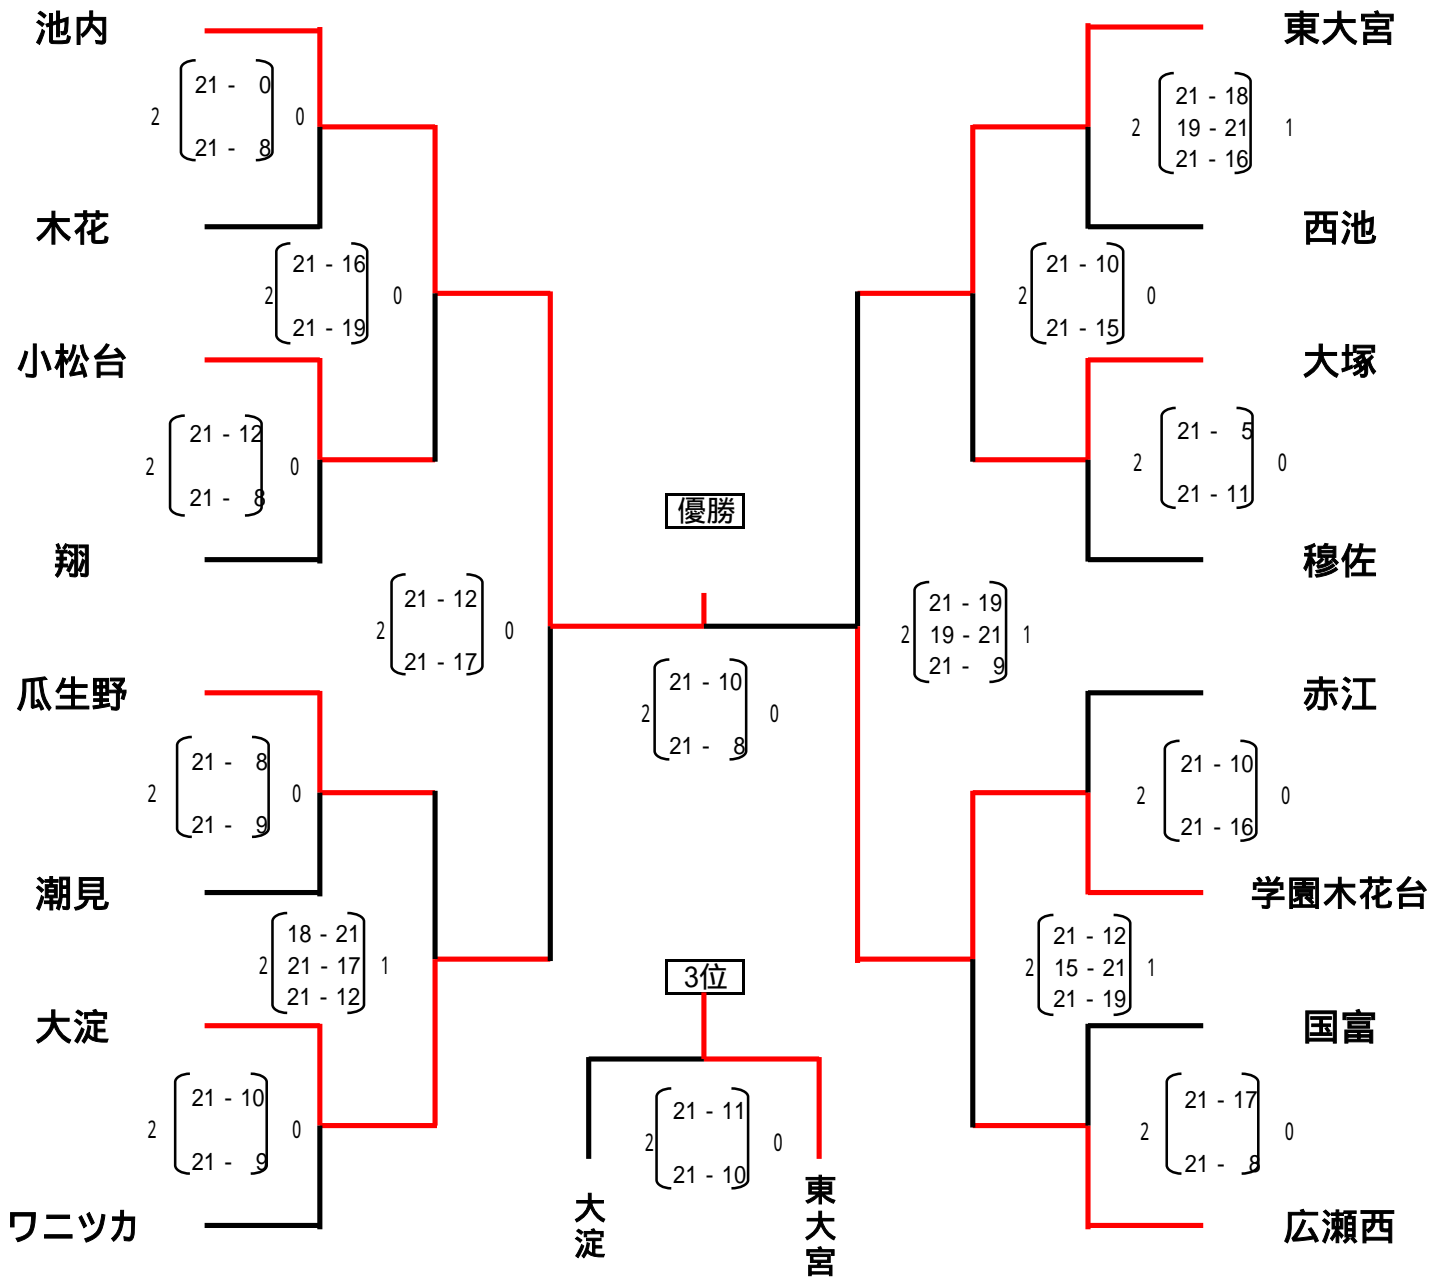 池内
21 - 0
2 0
21 - 8
木花
21 - 16
2 0
21 - 19
小松台
21 - 12
2 0
21 - 8
翔
21 - 12
2 0
21 - 17
瓜生野
21 - 8
2 0
21 - 9
潮見
18 - 21
2 21 - 17 1
21 - 12
大淀
21 - 10
2 0
21 - 9
ワニツカ
優勝
21 - 10
2 0
21 - 8
3位
21 - 11
2 0
21 - 10
大淀
東大宮
東大宮
21 - 18
2 19 - 21 1
21 - 16
西池
21 - 10
2 0
21 - 15
大塚
21 - 5
2 0
21 - 11
穆佐
21 - 19
2 19 - 21 1
21 - 9
赤江
21 - 10
2 0
21 - 16
学園木花台
21 - 12
2 15 - 21 1
21 - 19
国富
21 - 17
2 0
21 - 8
広瀬西